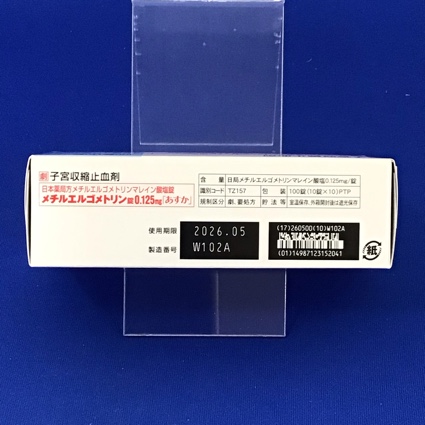 劇 子宮収縮止血剤
日本薬局方メチルエルゴメトリンマレイン酸塩錠
メチルエルゴメトリン錠0.125mg「あすか」
含 量 日局メチルエルゴメトリンマレイン酸塩0.125mg/錠
識別コード TZ157 包 装 100錠(10錠×10)PTP
規制区分 劇、要処方 貯 法 等 室温保存、外箱開封後は遮光保存
使用期限 2026.05
製造番号 W102A
(17)260500(10)W102A
(01)14987123152041
紙